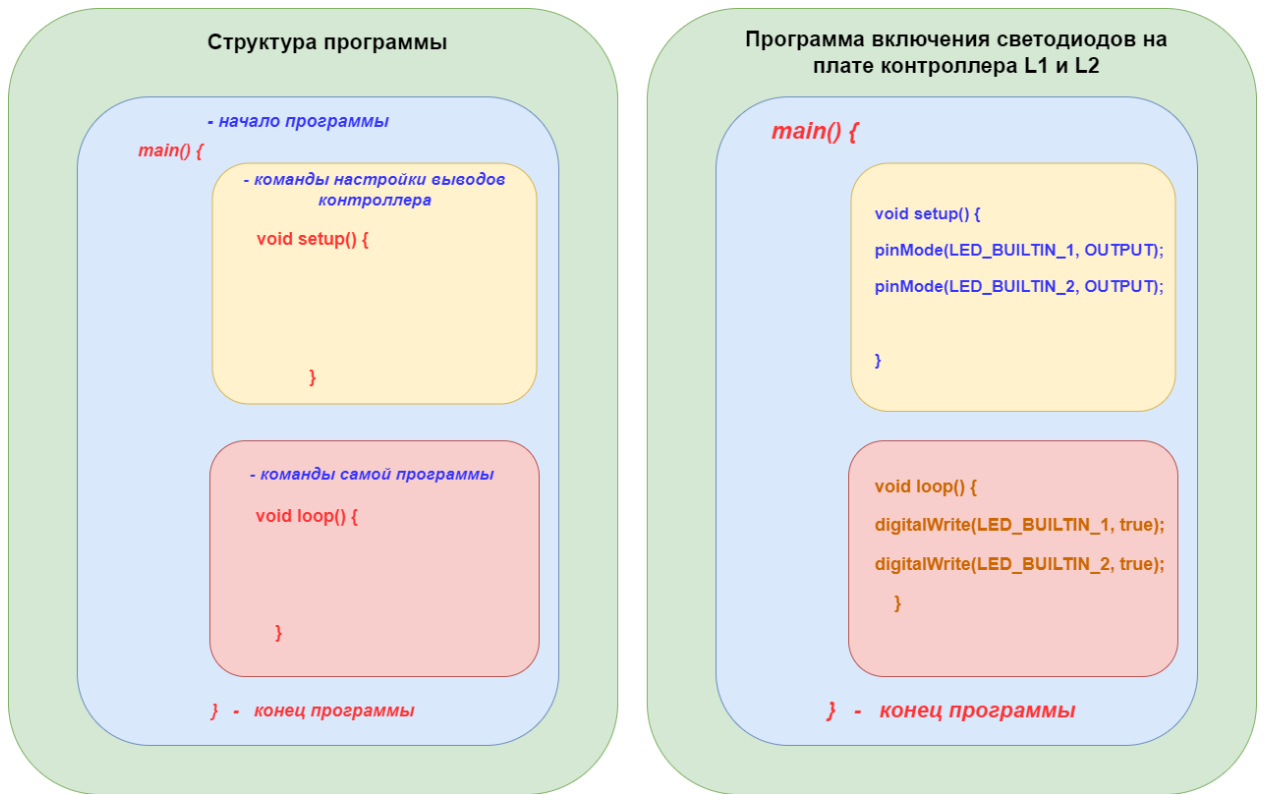 Структура программы
- начало программы
main() {
- команды настройки выводов
контроллера
void setup() {
}
- команды самой программы
void loop() {
}
} - конец программы
Программа включения светодиодов на
плате контроллера L1 и L2
main() {
void setup() {
pinMode(LED_BUILTIN_1, OUTPUT);
pinMode(LED_BUILTIN_2, OUTPUT);
}
void loop() {
digitalWrite(LED_BUILTIN_1, true);
digitalWrite(LED_BUILTIN_2, true);
}
} - конец программы